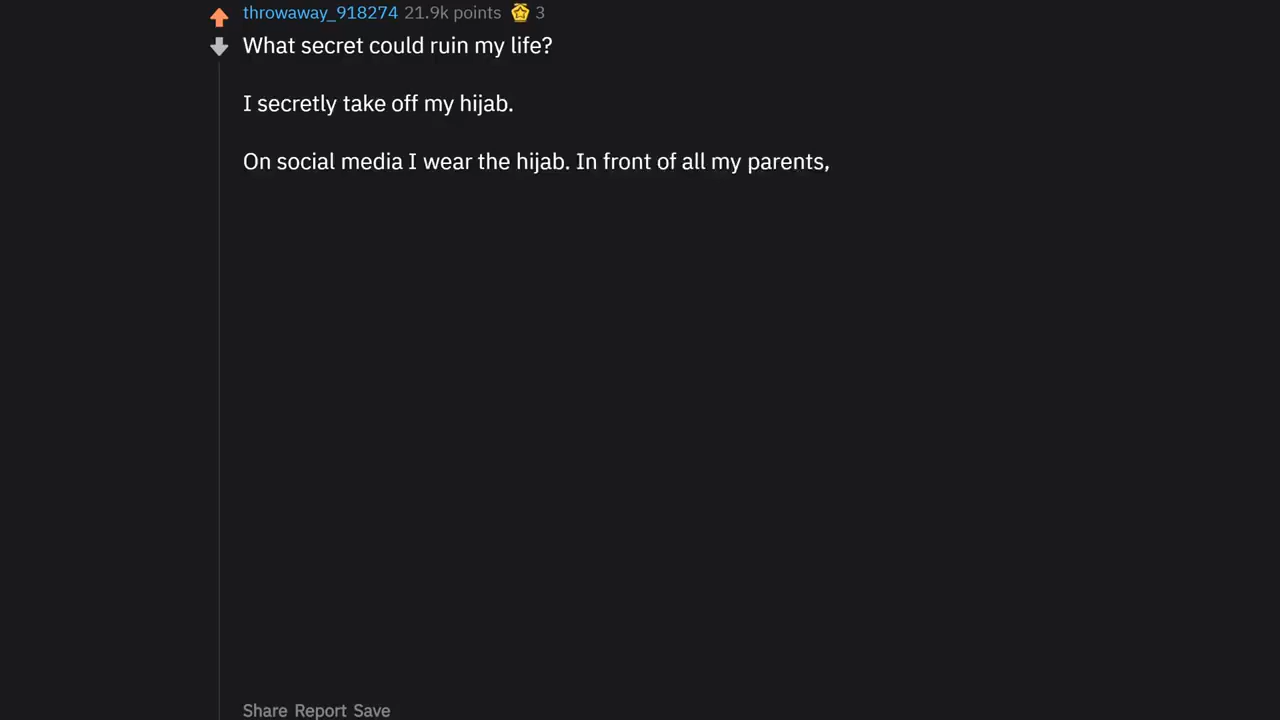 throwaway_918274 21.9k points 3
What secret could ruin my life?
I secretly take off my hijab.
On social media I wear the hijab. In front of all my parents,
Share Report Save